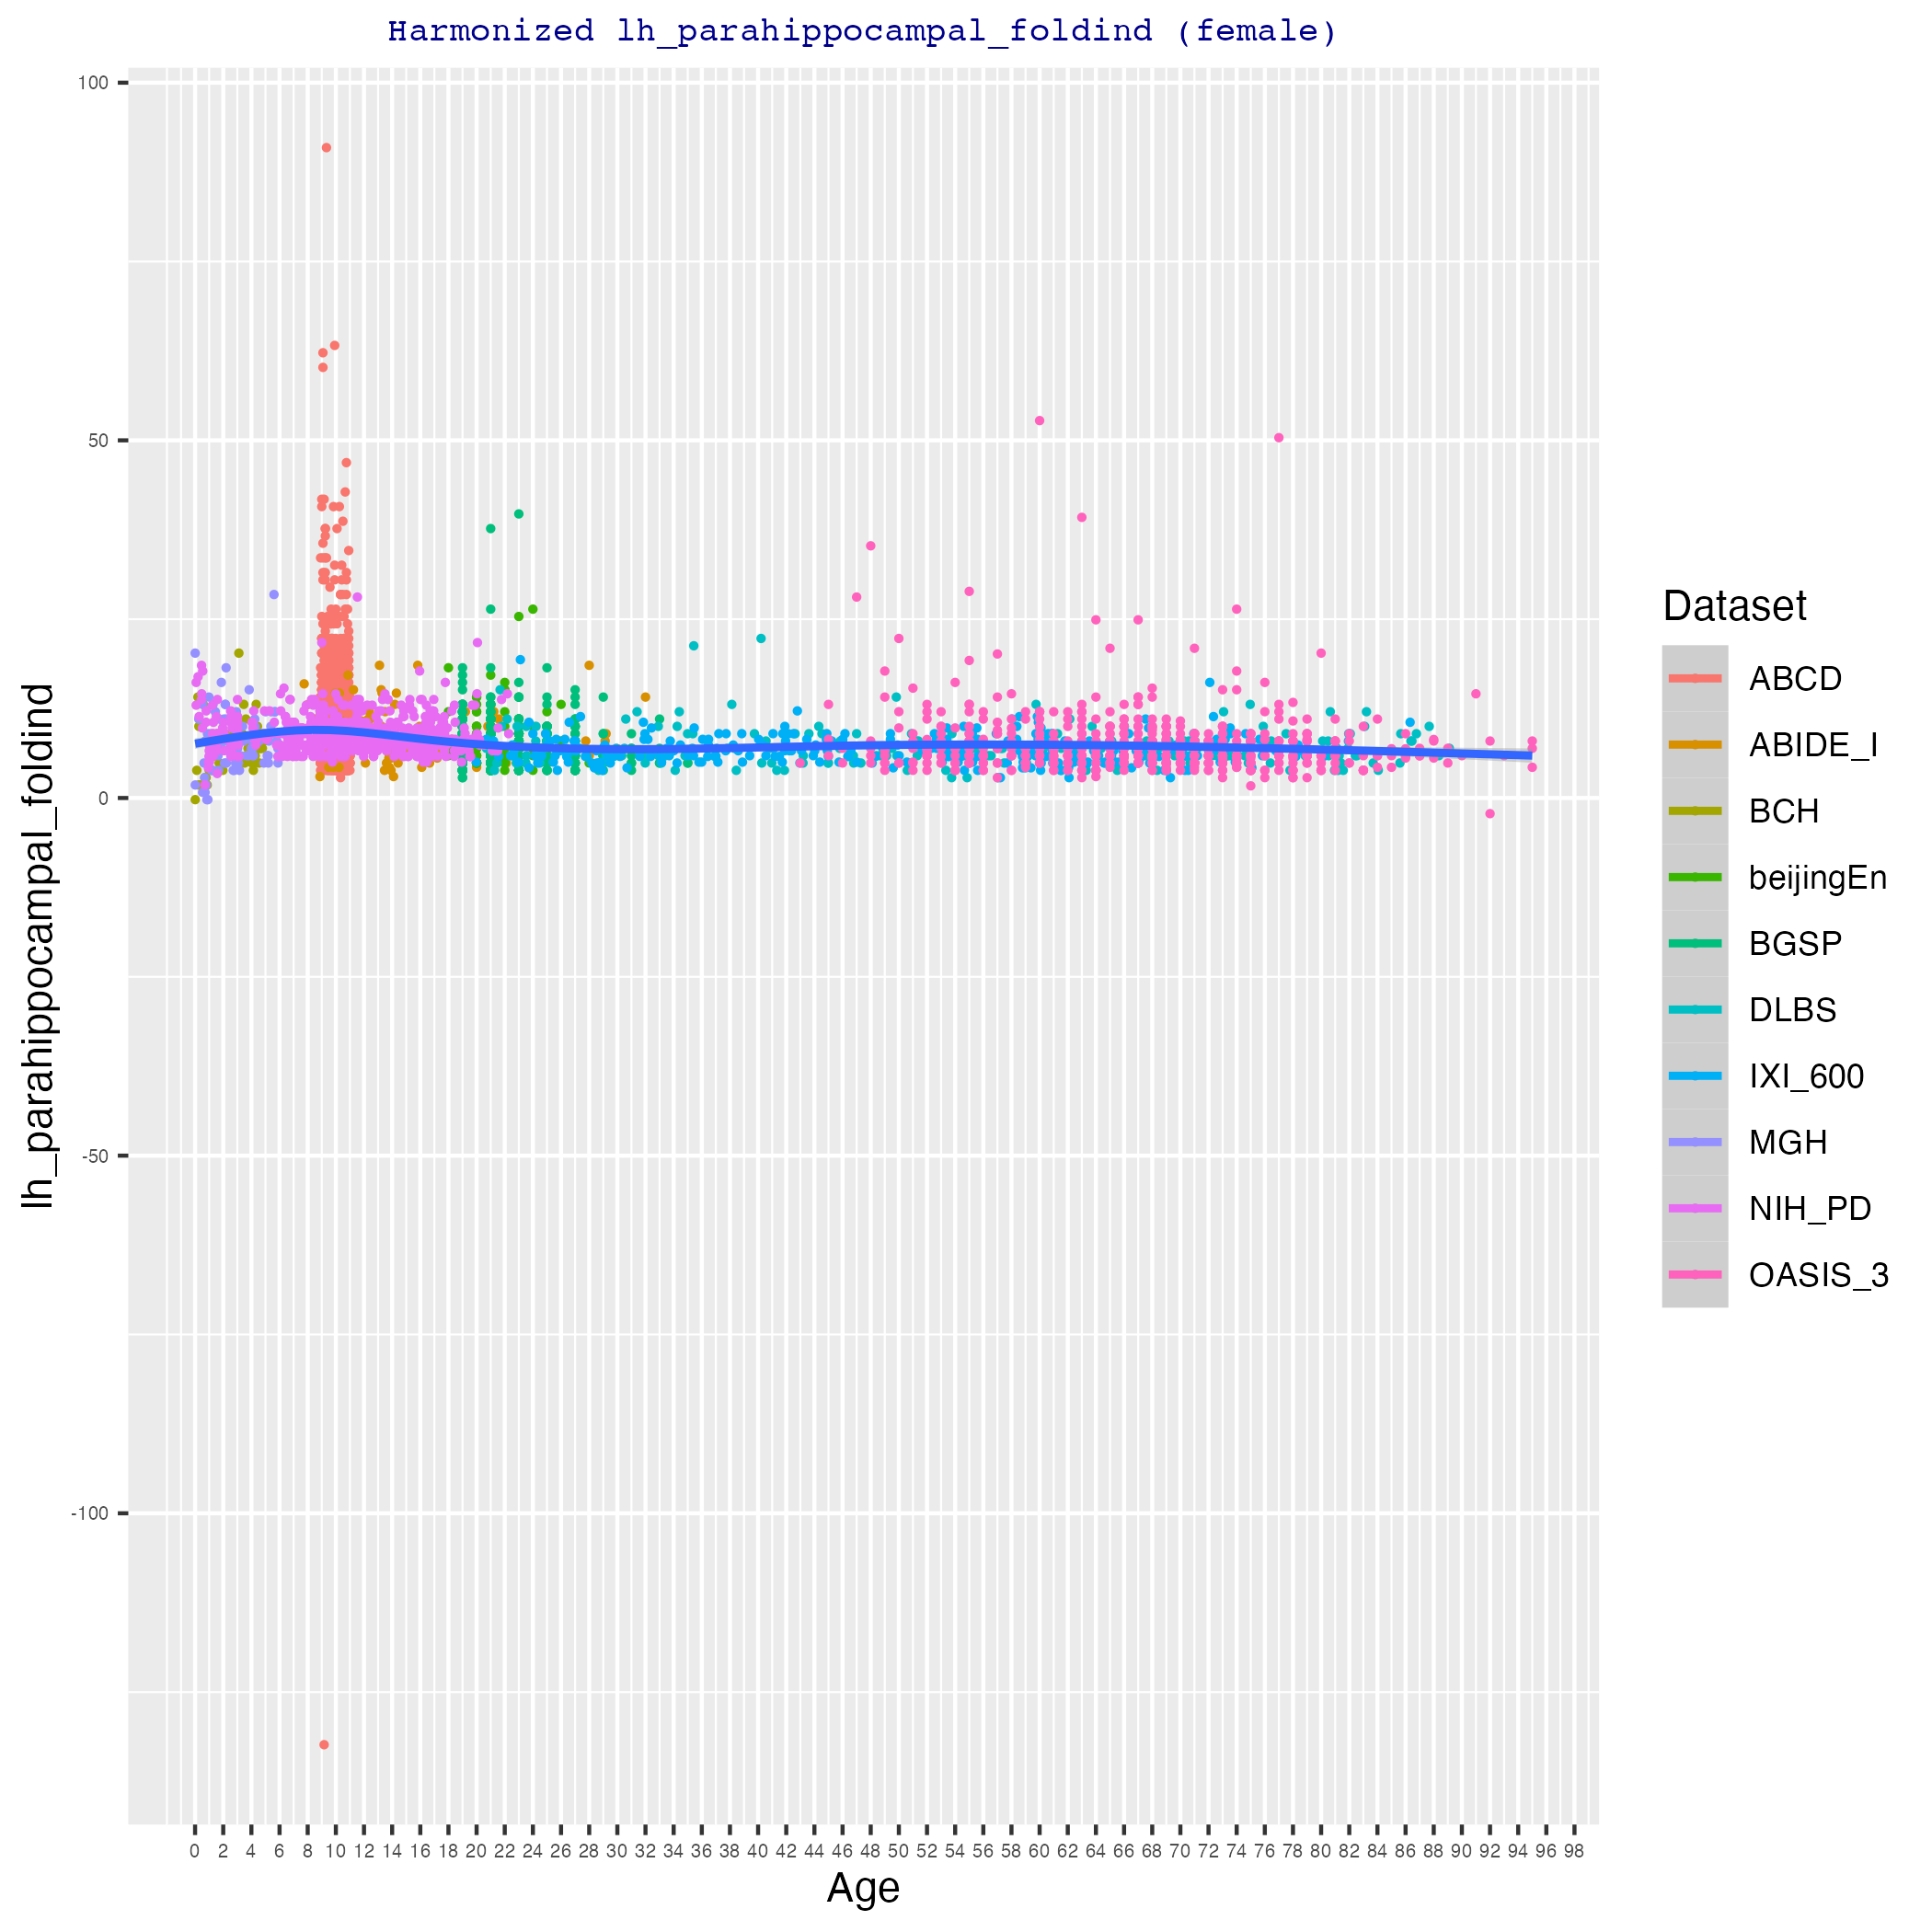 Harmonized lh_parahippocampal_foldind (female)
100
50
0
-50
-100
lh_parahippocampal_foldind
0 2 4 6 8 10 12 14 16 18 20 22 24 26 28 30 32 34 36 38 40 42 44 46 48 50 52 54 56 58 60 62 64 66 68 70 72 74 76 78 80 82 84 86 88 90 92 94 96 98
Age
Dataset
ABCD
ABIDE_I
BCH
beijingEn
BGSP
DLBS
IXI_600
MGH
NIH_PD
OASIS_3